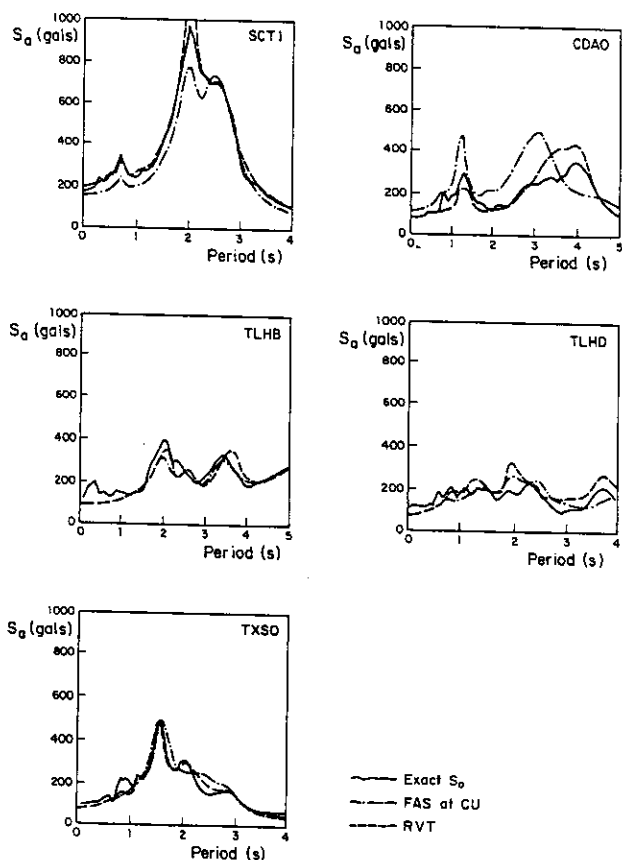 Sa (gals)
1000
SCT1
800
600
400
200
0
0 1 2 3 4
Period (s)
Sa (gals)
1000
CDAO
800
600
400
200
0
0 1 2 3 4 5
Period (s)
Sa (gals)
1000
TLHB
800
600
400
200
0
0 1 2 3 4 5
Period (s)
Sa (gals)
1000
TLHD
800
600
400
200
0
0 1 2 3 4
Period (s)
Sa (gals)
1000
TXSO
800
600
400
200
0
0 1 2 3 4
Period (s)
Exact Sa
FAS at CU
RVT